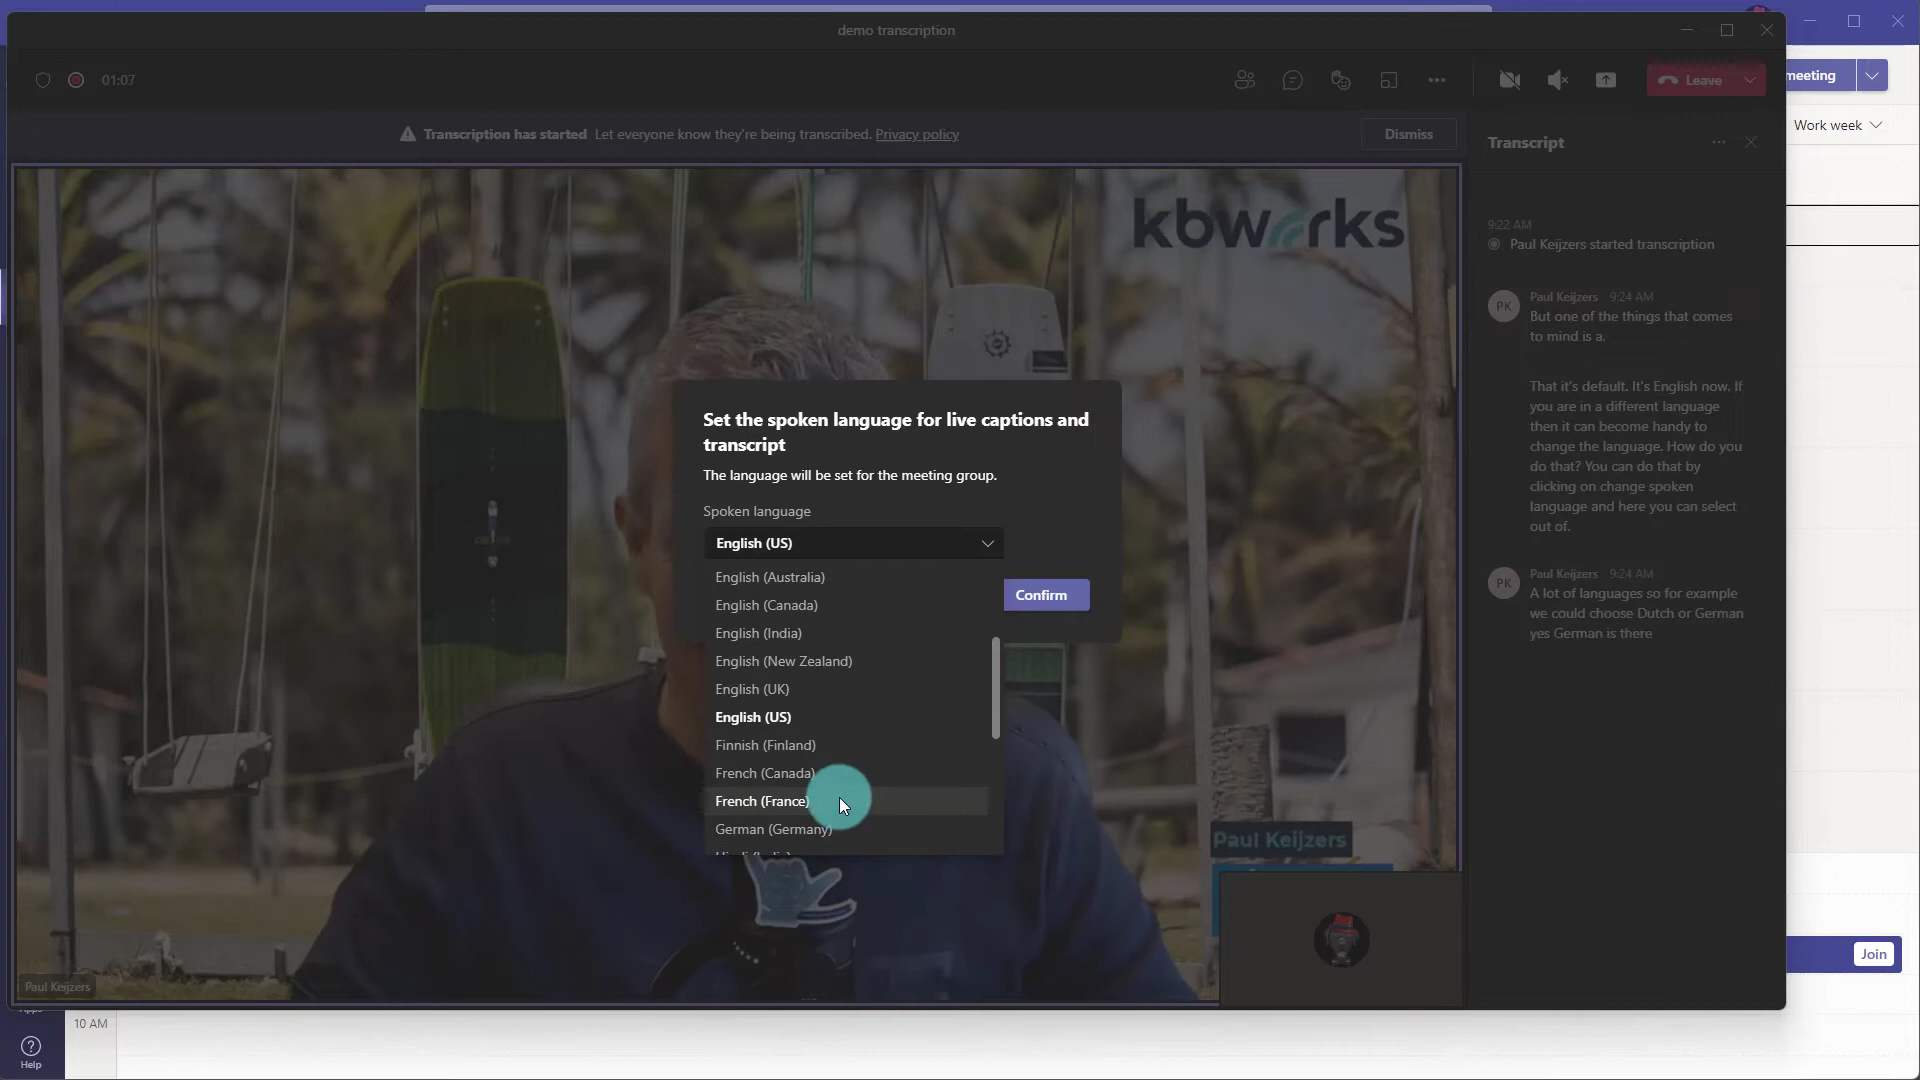 demo transcription
01:07
Leave
meeting
Transcription has started Let everyone know they're being transcribed. Privacy policy
Dismiss
Work week
Transcript
kbworks
9:22 AM
Paul Keijzers started transcription
PK
Paul Keijzers 9:24 AM
But one of the things that comes
to mind is a.
That it's default. It's English now. If
you are in a different language
then it can become handy to
change the language. How do you
do that? You can do that by
clicking on change spoken
language and here you can select
out of.
PK
Paul Keijzers 9:24 AM
A lot of languages so for example
we could choose Dutch or German
yes German is there
Set the spoken language for live captions and
transcript
The language will be set for the meeting group.
Spoken language
English (US)
English (Australia)
English (Canada)
English (India)
English (New Zealand)
English (UK)
English (US)
Finnish (Finland)
French (Canada)
French (France)
German (Germany)
Confirm
Paul Keijzers
Paul Keijzers
Join
10 AM
Help